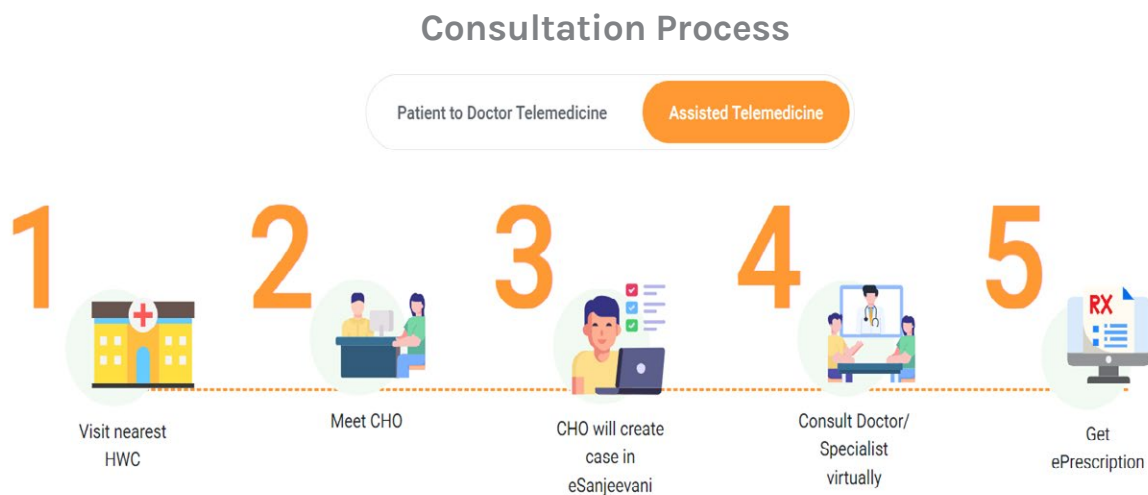 Consultation Process
Patient to Doctor Telemedicine
Assisted Telemedicine
1
2
3
4
5
RX
Visit nearest
HWC
Meet CHO
CHO will create
case in
eSanjeevani
Consult Doctor/
Specialist
virtually
Get
ePrescription